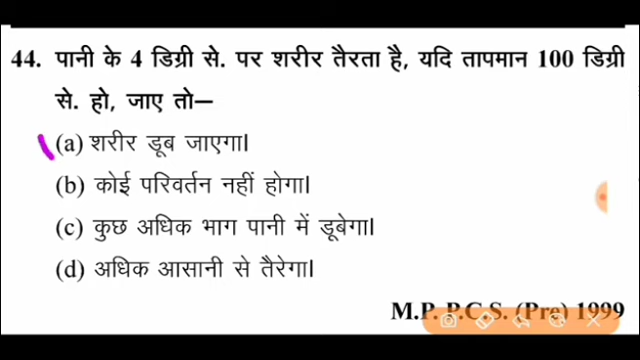 44. पानी के 4 डिग्री से. पर शरीर तैरता है, यदि तापमान 100 डिग्री
से. हो, जाए तो—
(a) शरीर डूब जाएगा।
(b) कोई परिवर्तन नहीं होगा।
(c) कुछ अधिक भाग पानी में डूबेगा।
(d) अधिक आसानी से तैरेगा।
M.P. P.C.S. (Pre) 1999